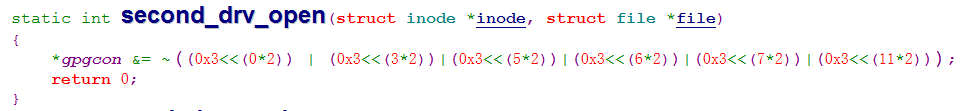 static int second_drv_open(struct inode *inode, struct file *file)
{
*gpgcon &= ~((0x3<<(0*2)) | (0x3<<(3*2))|(0x3<<(5*2))|(0x3<<(6*2))|(0x3<<(7*2))|(0x3<<(11*2)));
return 0;
}